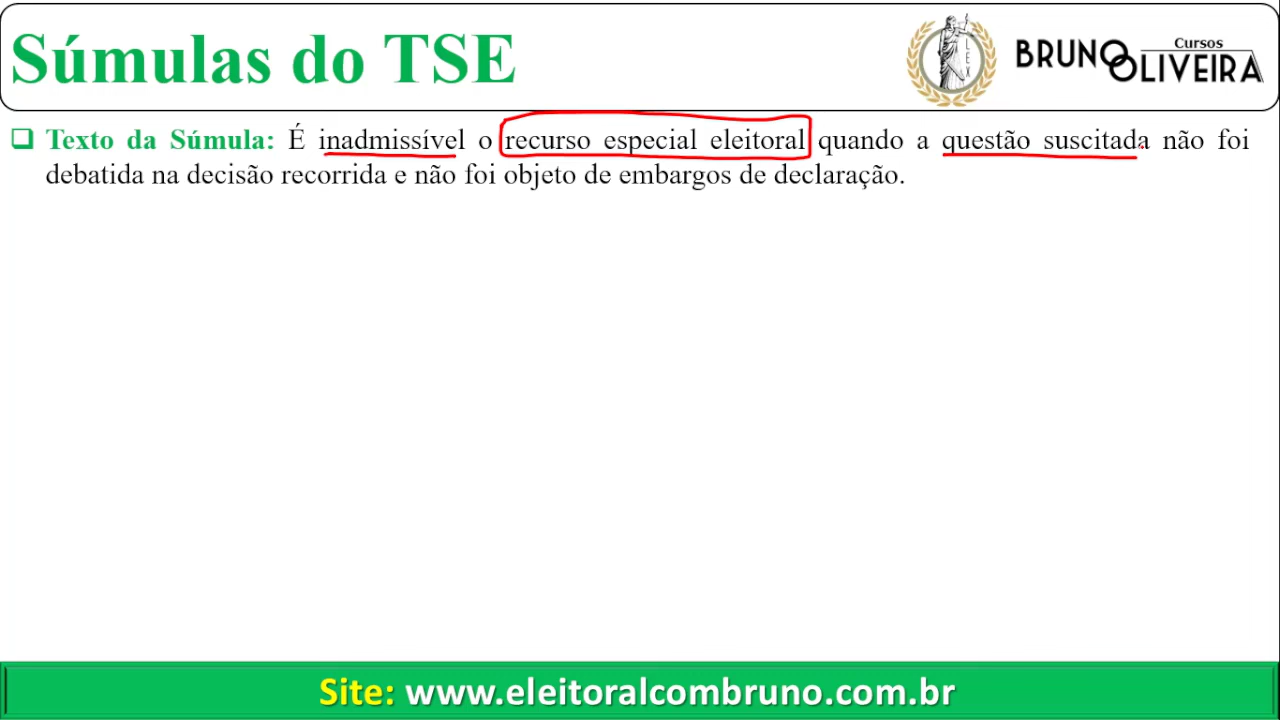 Súmulas do TSE
LEX
Cursos
BRUNO
OLIVEIRA
❑ Texto da Súmula: É inadmissível o recurso especial eleitoral quando a questão suscitada não foi
debatida na decisão recorrida e não foi objeto de embargos de declaração.
Site: www.eleitoralcombruno.com.br